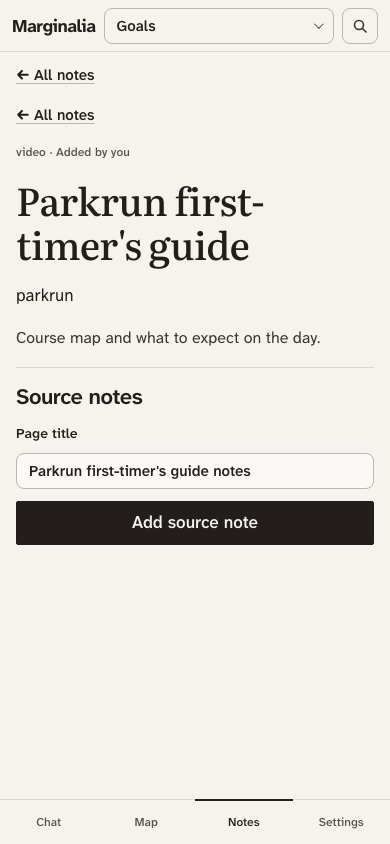 Marginalia
Goals
← All notes
← All notes
video · Added by you
Parkrun first-
timer's guide
parkrun
Course map and what to expect on the day.
Source notes
Page title
Parkrun first-timer's guide notes
Add source note
Chat
Map
Notes
Settings